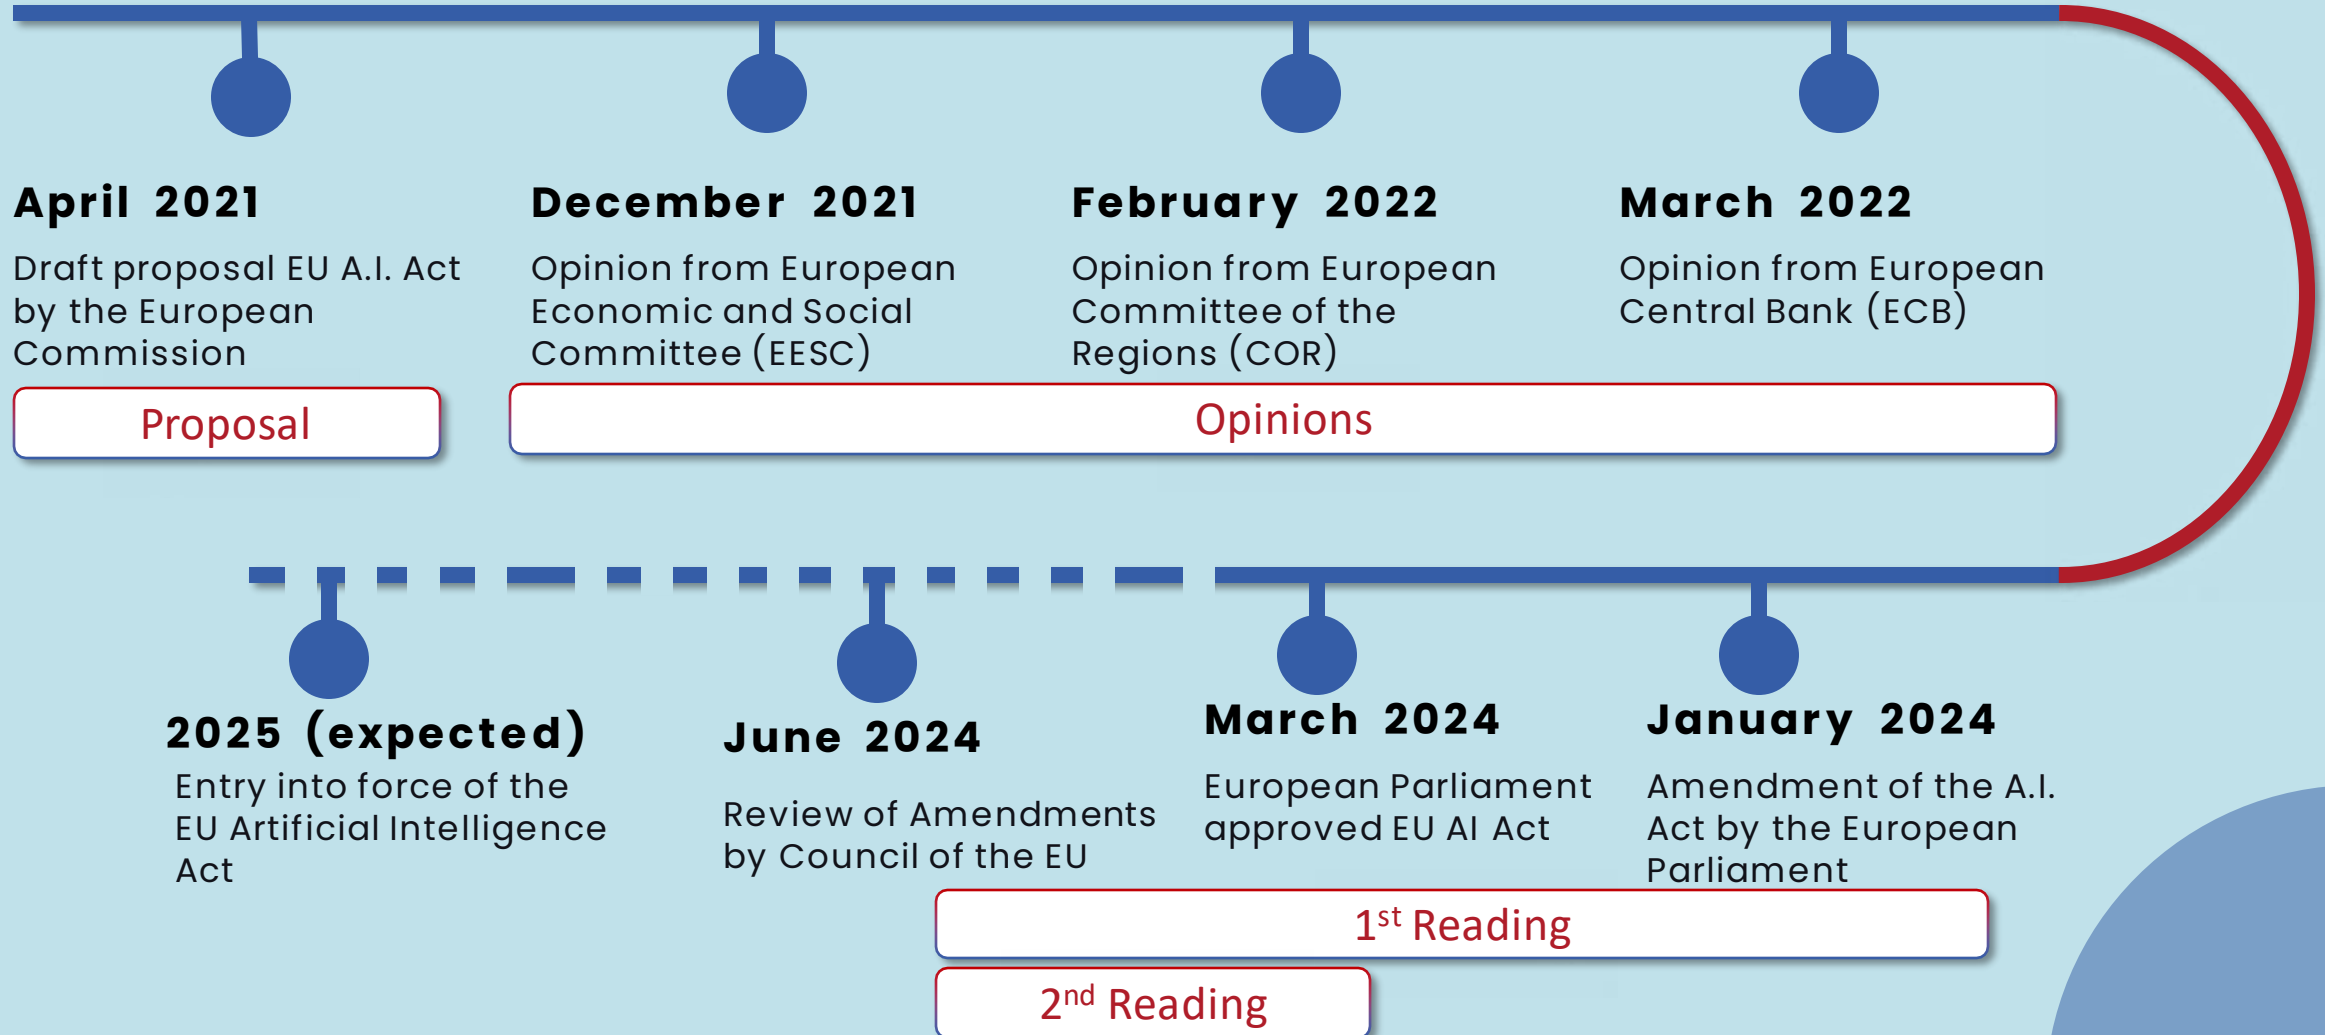 April 2021
Draft proposal EU A.I. Act
by the European
Commission
Proposal
December 2021
Opinion from European
Economic and Social
Committee (EESC)
February 2022
Opinion from European
Committee of the
Regions (COR)
March 2022
Opinion from European
Central Bank (ECB)
Opinions
2025 (expected)
Entry into force of the
EU Artificial Intelligence
Act
June 2024
Review of Amendments
by Council of the EU
March 2024
European Parliament
approved EU AI Act
January 2024
Amendment of the A.I.
Act by the European
Parliament
1st Reading
2nd Reading